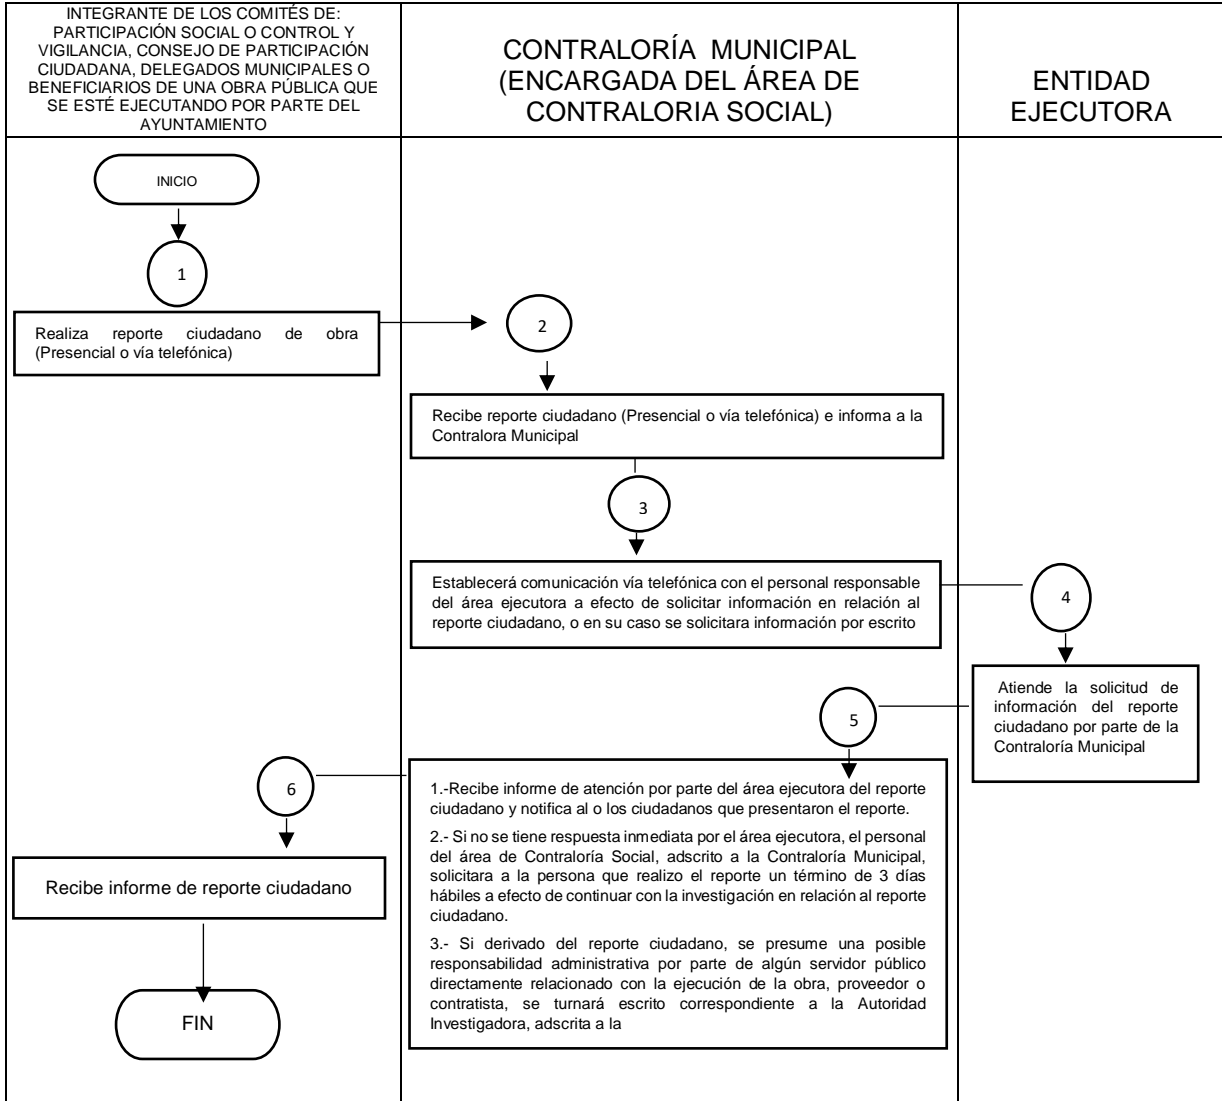 INTEGRANTE DE LOS COMITÉS DE:
PARTICIPACIÓN SOCIAL O CONTROL Y
VIGILANCIA, CONSEJO DE PARTICIPACIÓN
CIUDADANA, DELEGADOS MUNICIPALES O
BENEFICIARIOS DE UNA OBRA PÚBLICA QUE
SE ESTÉ EJECUTANDO POR PARTE DEL
AYUNTAMIENTO
CONTRALORÍA MUNICIPAL
(ENCARGADA DEL ÁREA DE
CONTRALORIA SOCIAL)
ENTIDAD
EJECUTORA
INICIO
1
Realiza reporte ciudadano de obra
(Presencial o vía telefónica)
2
Recibe reporte ciudadano (Presencial o vía telefónica) e informa a la
Contralora Municipal
3
Establecerá comunicación vía telefónica con el personal responsable
del área ejecutora a efecto de solicitar información en relación al
reporte ciudadano, o en su caso se solicitara información por escrito
4
Atiende la solicitud de
información del reporte
ciudadano por parte de la
Contraloría Municipal
5
1.-Recibe informe de atención por parte del área ejecutora del reporte
ciudadano y notifica al o los ciudadanos que presentaron el reporte.
2.- Si no se tiene respuesta inmediata por el área ejecutora, el personal
del área de Contraloría Social, adscrito a la Contraloría Municipal,
solicitara a la persona que realizo el reporte un término de 3 días
hábiles a efecto de continuar con la investigación en relación al reporte
ciudadano.
3.- Si derivado del reporte ciudadano, se presume una posible
responsabilidad administrativa por parte de algún servidor público
directamente relacionado con la ejecución de la obra, proveedor o
contratista, se turnará escrito correspondiente a la Autoridad
Investigadora, adscrita a la
6
Recibe informe de reporte ciudadano
FIN